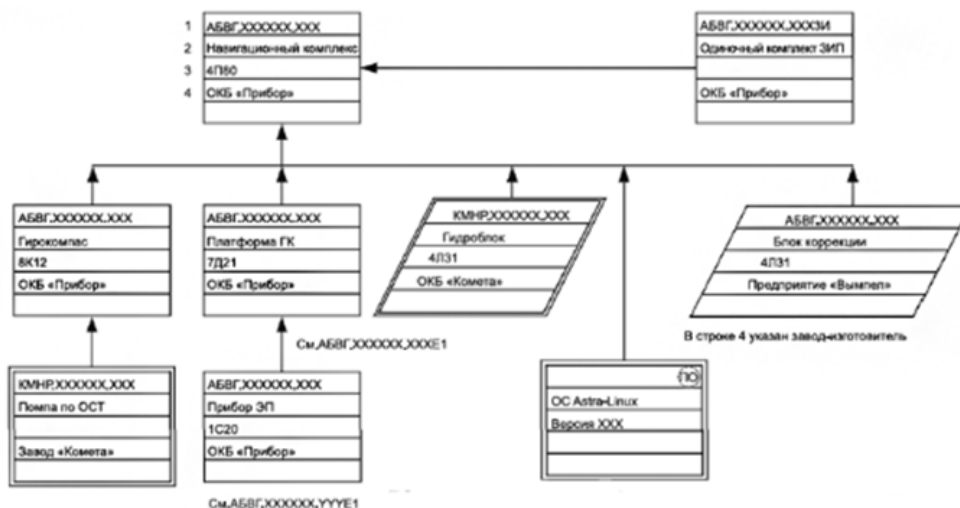 1 АБВГ.XXXXXX.XXX
2 Навигационный комплекс
3 4П80
4 ОКБ «Прибор»
АБВГ.XXXXXX.XXXЗИ
Одиночный комплект ЗИП
ОКБ «Прибор»
АБВГ.XXXXXX.XXX
Гирокомпас
8К12
ОКБ «Прибор»
АБВГ.XXXXXX.XXX
Платформа ГК
7Д21
ОКБ «Прибор»
КМНР.XXXXXX.XXX
Гидроблок
4Л31
ОКБ «Комета»
АБВГ.XXXXXX.XXX
Блок коррекции
4Л31
Предприятие «Вымпел»
См.АБВГ.XXXXXX.XXXЕ1
В строке 4 указан завод-изготовитель
КМНР.XXXXXX.XXX
Помпа по ОСТ
Завод «Комета»
АБВГ.XXXXXX.XXX
Прибор ЭП
1С20
ОКБ «Прибор»
ПО
ОС Astra-Linux
Версия XXX
См.АБВГ.XXXXXX.YYYЕ1